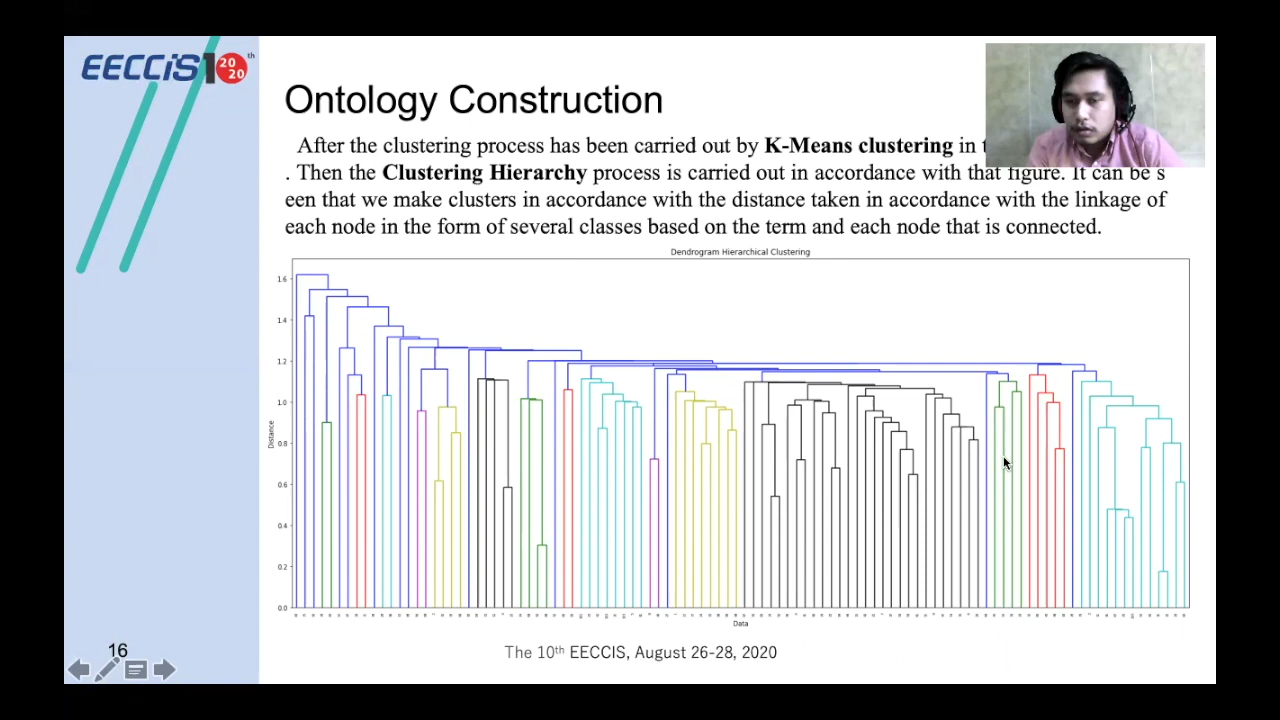 EECCiS10th
2020
Ontology Construction
After the clustering process has been carried out by K-Means clustering in
. Then the Clustering Hierarchy process is carried out in accordance with that figure. It can be s
een that we make clusters in accordance with the distance taken in accordance with the linkage of
each node in the form of several classes based on the term and each node that is connected.
Dendrogram Hierarchical Clustering
1.6
1.4
1.2
1.0
0.8
0.6
0.4
0.2
0.0
Distance
Data
16
The 10th EECCIS, August 26-28, 2020